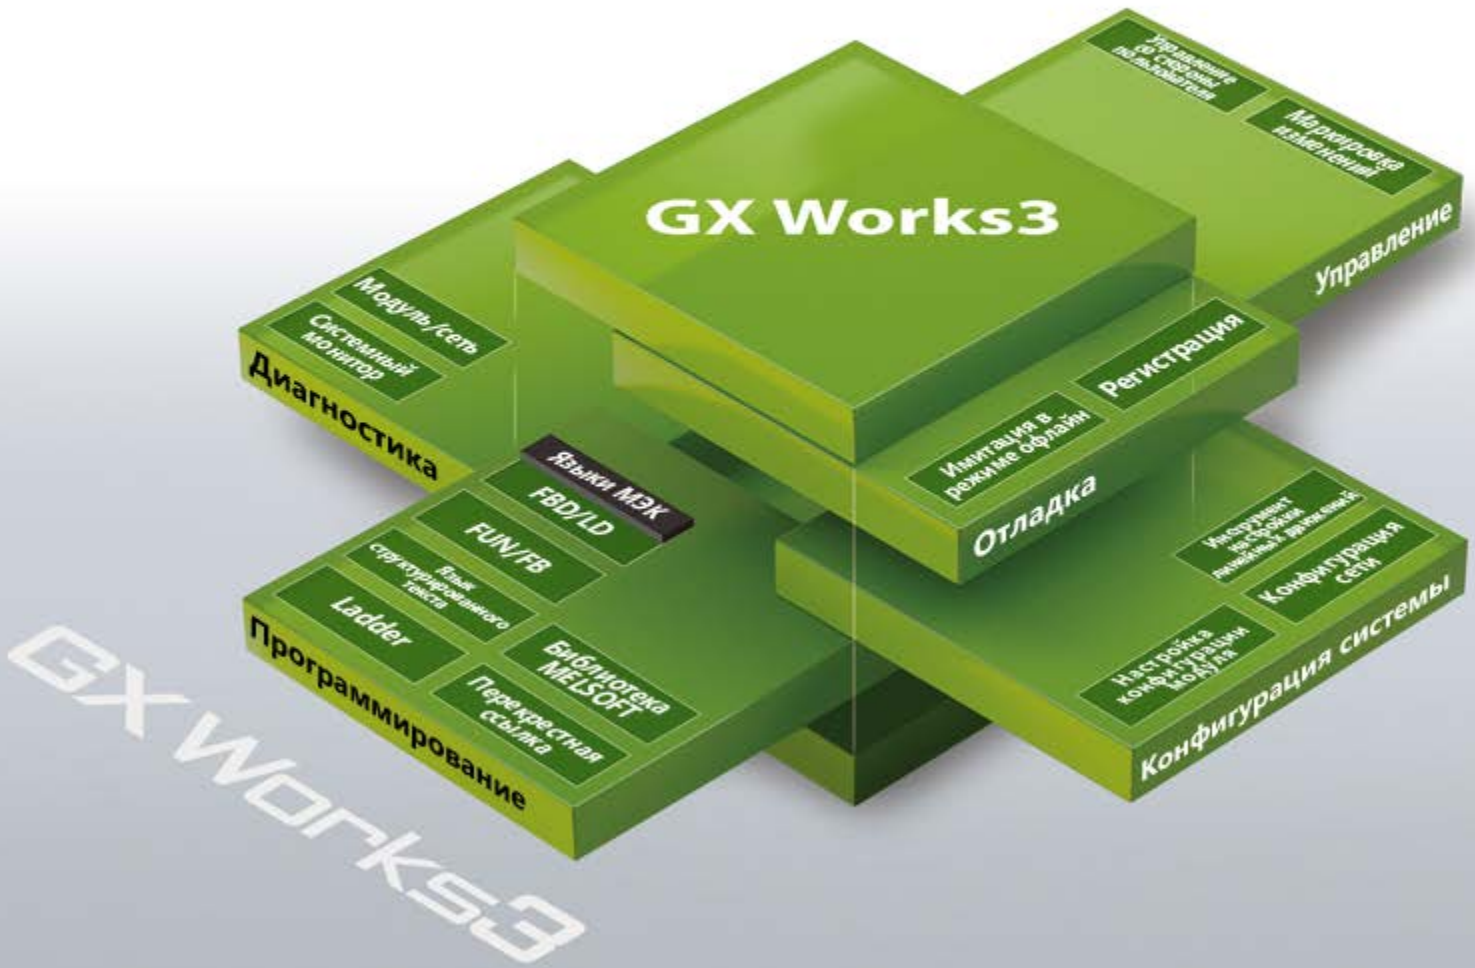 Управление
со стороны
пользователя
Маркировка
изменений
Управление
GX Works3
Модуль/сеть
Системный
монитор
Диагностика
Регистрация
Имитация в
режиме офлайн
Отладка
Языки МЭК
FBD/LD
FUN/FB
Язык
структурированного
текста
Ladder
Библиотека
MELSOFT
Перекрестная
ссылка
Программирование
Инструмент
настройки
линейных движений
Конфигурация
сети
Настройка
конфигурации
модуля
Конфигурация системы
GX Works3